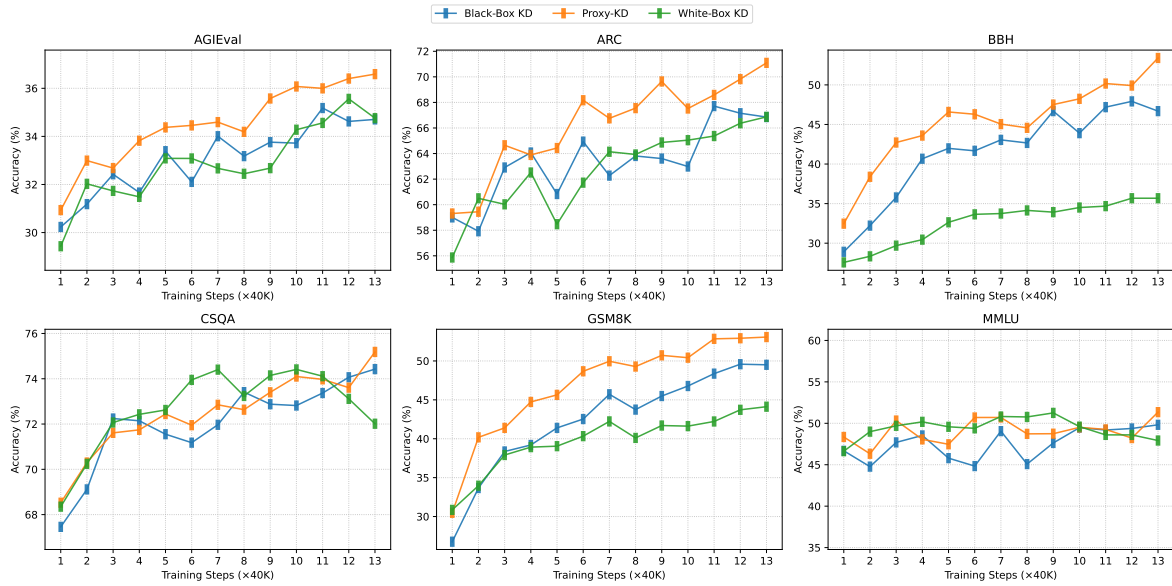 Black-Box KD Proxy-KD White-Box KD
AGIEval
Accuracy (%)
36
34
32
30
1 2 3 4 5 6 7 8 9 10 11 12 13
Training Steps (×40K)
ARC
Accuracy (%)
72
70
68
66
64
62
60
58
56
1 2 3 4 5 6 7 8 9 10 11 12 13
Training Steps (×40K)
BBH
Accuracy (%)
50
45
40
35
30
1 2 3 4 5 6 7 8 9 10 11 12 13
Training Steps (×40K)
CSQA
Accuracy (%)
76
74
72
70
68
1 2 3 4 5 6 7 8 9 10 11 12 13
Training Steps (×40K)
GSM8K
Accuracy (%)
50
40
30
1 2 3 4 5 6 7 8 9 10 11 12 13
Training Steps (×40K)
MMLU
Accuracy (%)
60
55
50
45
40
35
1 2 3 4 5 6 7 8 9 10 11 12 13
Training Steps (×40K)